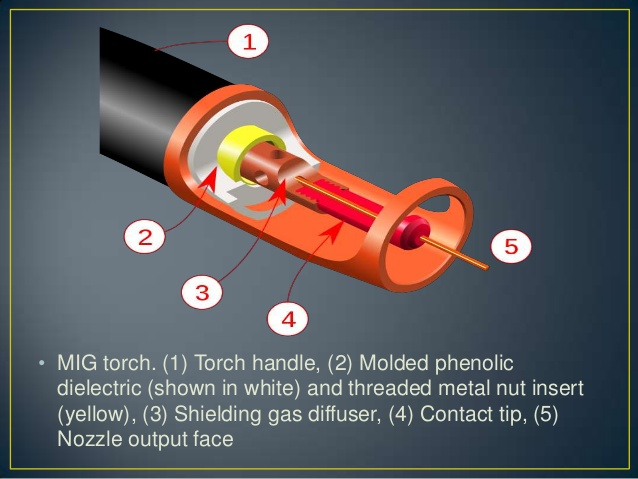 1
2
3
4
5
• MIG torch. (1) Torch handle, (2) Molded phenolic
dielectric (shown in white) and threaded metal nut insert
(yellow), (3) Shielding gas diffuser, (4) Contact tip, (5)
Nozzle output face